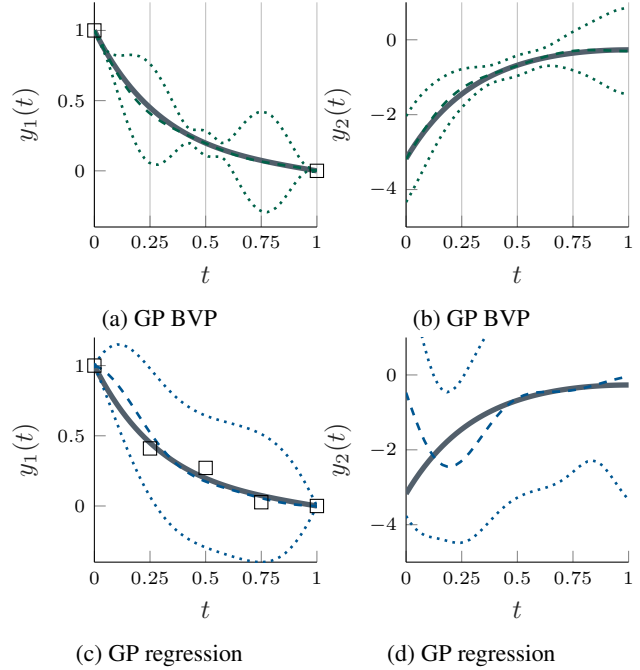 1
0.5
0
y₁(t)
0 0.25 0.5 0.75 1
t
(a) GP BVP
0
−2
−4
y₂(t)
0 0.25 0.5 0.75 1
t
(b) GP BVP
1
0.5
0
y₁(t)
0 0.25 0.5 0.75 1
t
(c) GP regression
0
−2
−4
y₂(t)
0 0.25 0.5 0.75 1
t
(d) GP regression